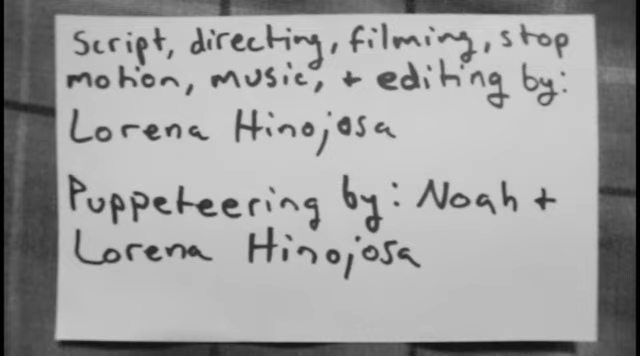 Script, directing, filming, stop
motion, music, + editing by:
Lorena Hinojosa
Puppeteering by: Noah +
Lorena Hinojosa